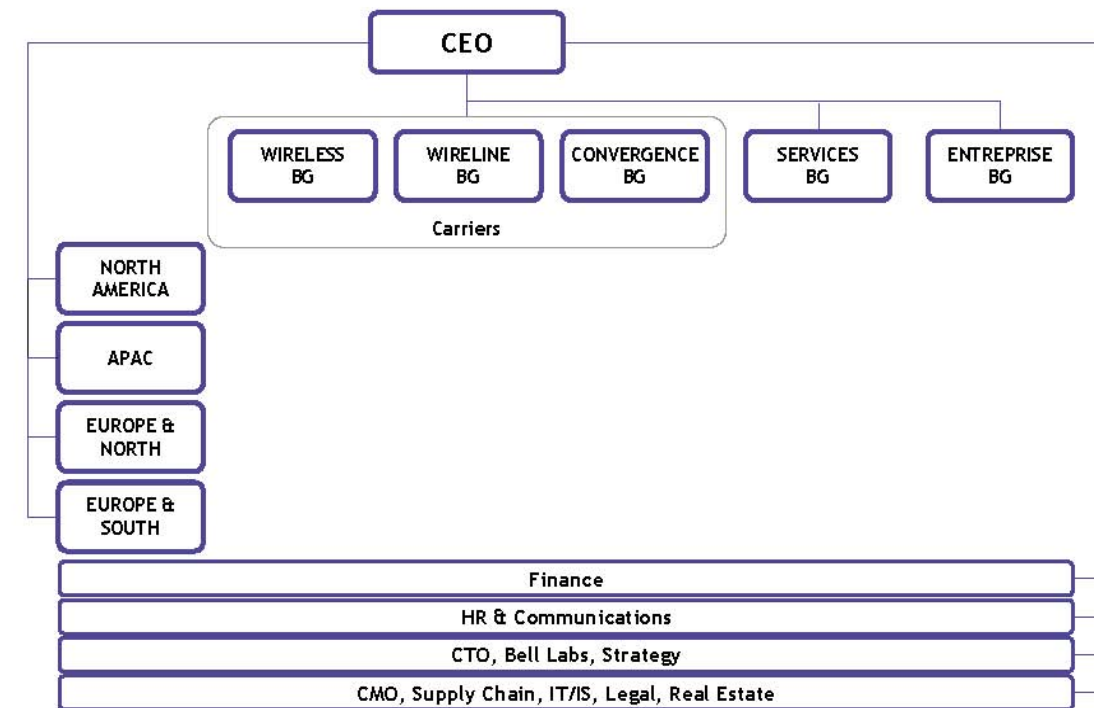 CEO
WIRELESS
BG
WIRELINE
BG
CONVERGENCE
BG
SERVICES
BG
ENTREPRISE
BG
Carriers
NORTH
AMERICA
APAC
EUROPE &
NORTH
EUROPE &
SOUTH
Finance
HR & Communications
CTO, Bell Labs, Strategy
CMO, Supply Chain, IT/IS, Legal, Real Estate